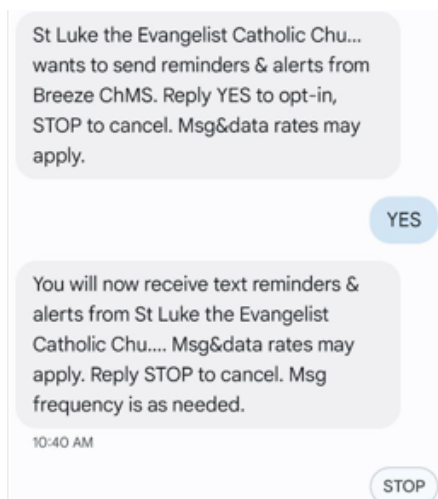 St Luke the Evangelist Catholic Chu...
wants to send reminders & alerts from
Breeze ChMS. Reply YES to opt-in,
STOP to cancel. Msg&data rates may
apply.
YES
You will now receive text reminders &
alerts from St Luke the Evangelist
Catholic Chu.... Msg&data rates may
apply. Reply STOP to cancel. Msg
frequency is as needed.
10:40 AM
STOP